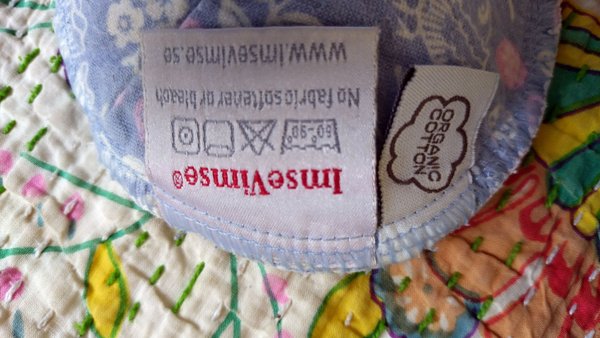 ImseVimse®
60°-90°
No fabric softener or bleach
www.imsevimse.se
ORGANIC
COTTON